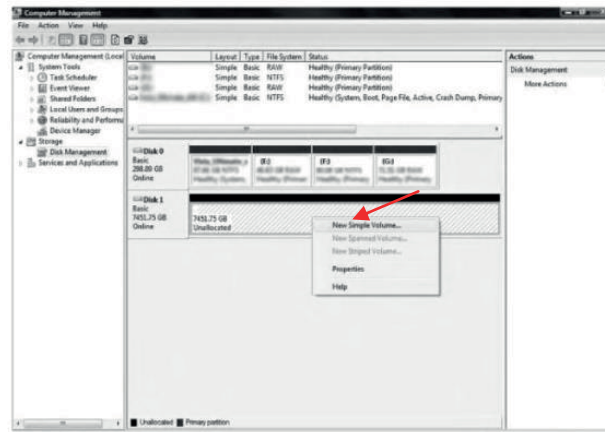 Computer Management
File Action View Help
Computer Management (Local
System Tools
Task Scheduler
Event Viewer
Shared Folders
Local Users and Groups
Reliability and Performa
Device Manager
Storage
Disk Management
Services and Applications
Volume Layout Type File System Status
Simple Basic RAW Healthy (Primary Partition)
Simple Basic NTFS Healthy (Primary Partition)
Simple Basic RAW Healthy (Primary Partition)
Simple Basic NTFS Healthy (System, Boot, Page File, Active, Crash Dump, Primary
Actions
Disk Management
More Actions
Disk 0
Basic
298.09 GB
Online
(F:)
(G:)
Disk 1
Basic
7451.75 GB
Online
7451.75 GB
Unallocated
New Simple Volume...
New Spanned Volume...
New Striped Volume...
Properties
Help
Unallocated Primary partition